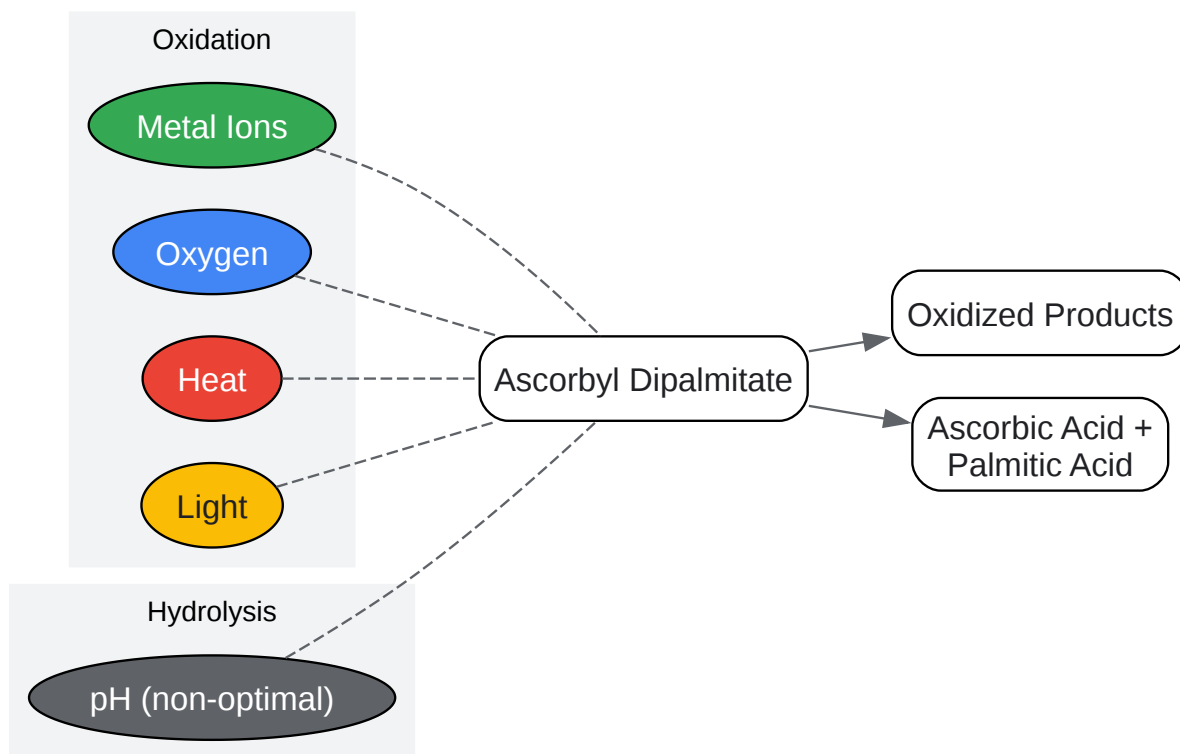 Oxidation
Metal Ions
Oxygen
Heat
Light
Hydrolysis
pH (non-optimal)
Ascorbyl Dipalmitate
Oxidized Products
Ascorbic Acid +
Palmitic Acid